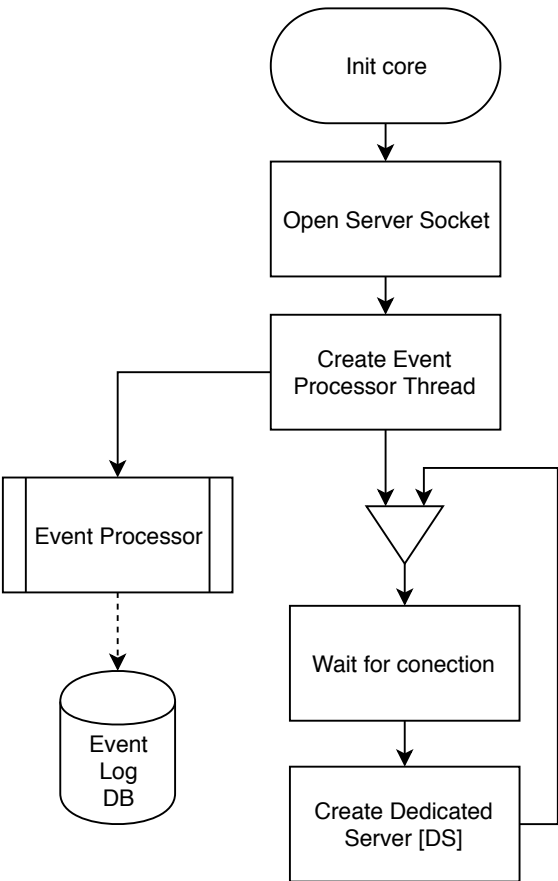 Init core
Open Server Socket
Create Event
Processor Thread
Event Processor
Wait for conection
Event
Log
DB
Create Dedicated
Server [DS]